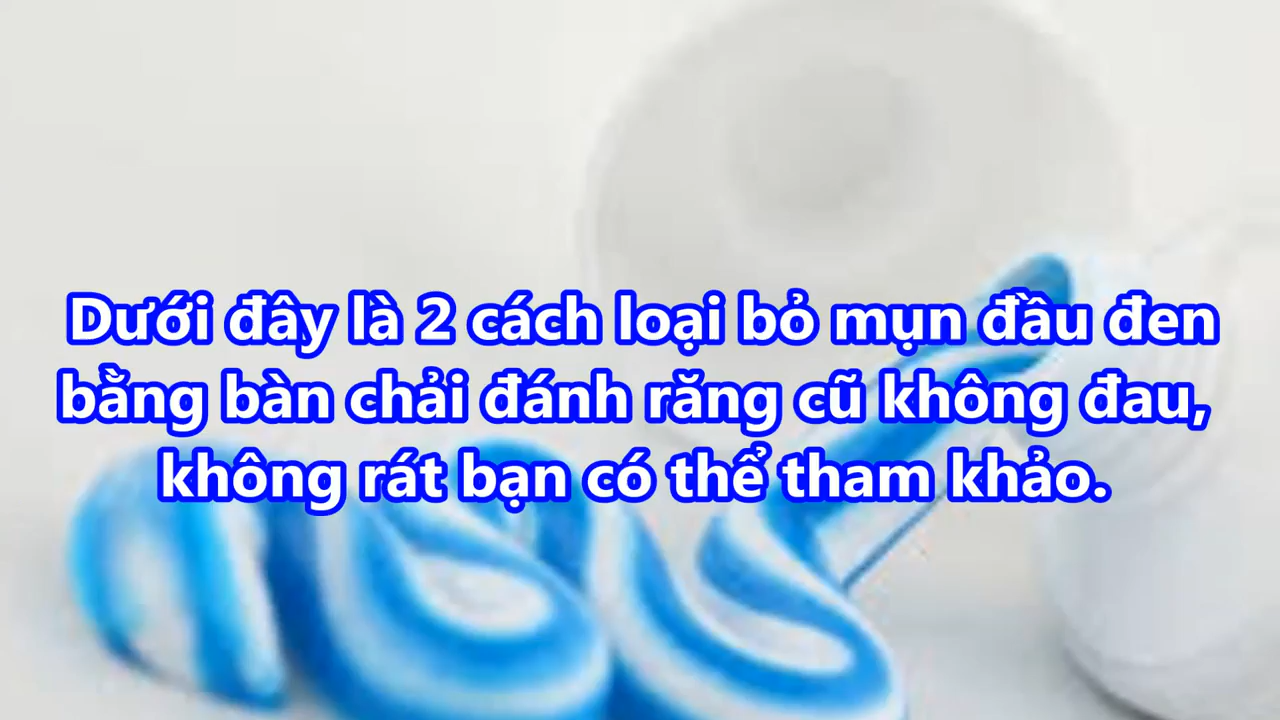 Dưới đây là 2 cách loại bỏ mụn đầu đen
bằng bàn chải đánh răng cũ không đau,
không rát bạn có thể tham khảo.